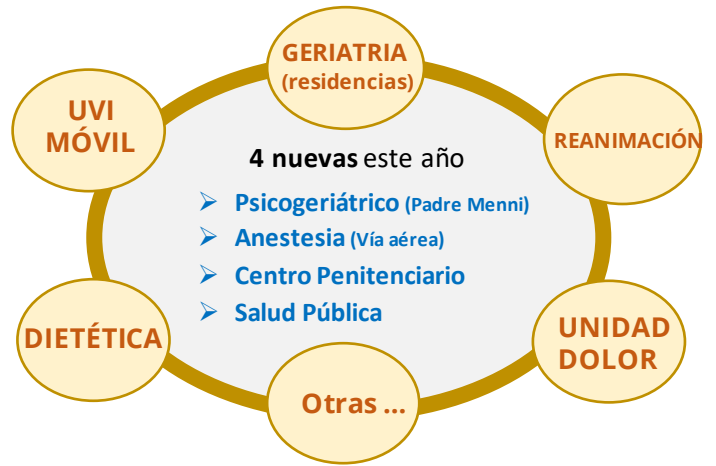 GERIATRIA
(residencias)
UVI
MÓVIL
REANIMACIÓN
4 nuevas este año
Psicogeriátrico (Padre Menni)
Anestesia (Vía aérea)
Centro Penitenciario
Salud Pública
DIETÉTICA
UNIDAD
DOLOR
Otras ...